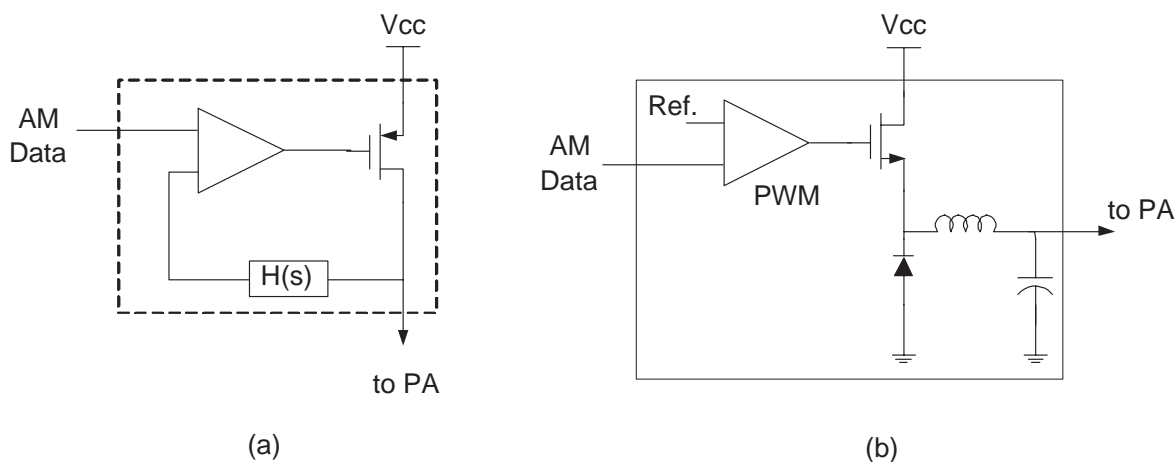 Vcc
AM
Data
H(s)
to PA
(a)
Vcc
Ref.
AM
Data
PWM
to PA
(b)